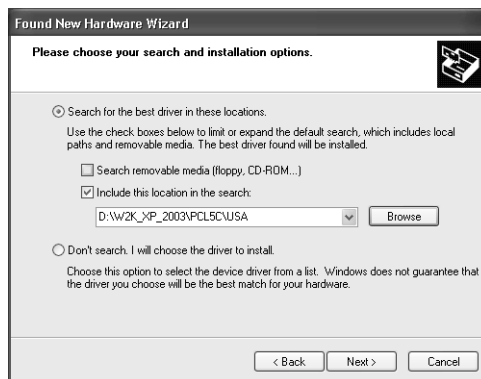 Found New Hardware Wizard
Please choose your search and installation options.
Search for the best driver in these locations.
Use the check boxes below to limit or expand the default search, which includes local
paths and removable media. The best driver found will be installed.
Search removable media (floppy, CD-ROM...)
Include this location in the search:
D:\W2K_XP_2003\PCL5C\USA
Browse
Don't search. I will choose the driver to install.
Choose this option to select the device driver from a list. Windows does not guarantee that
the driver you choose will be the best match for your hardware.
< Back
Next >
Cancel